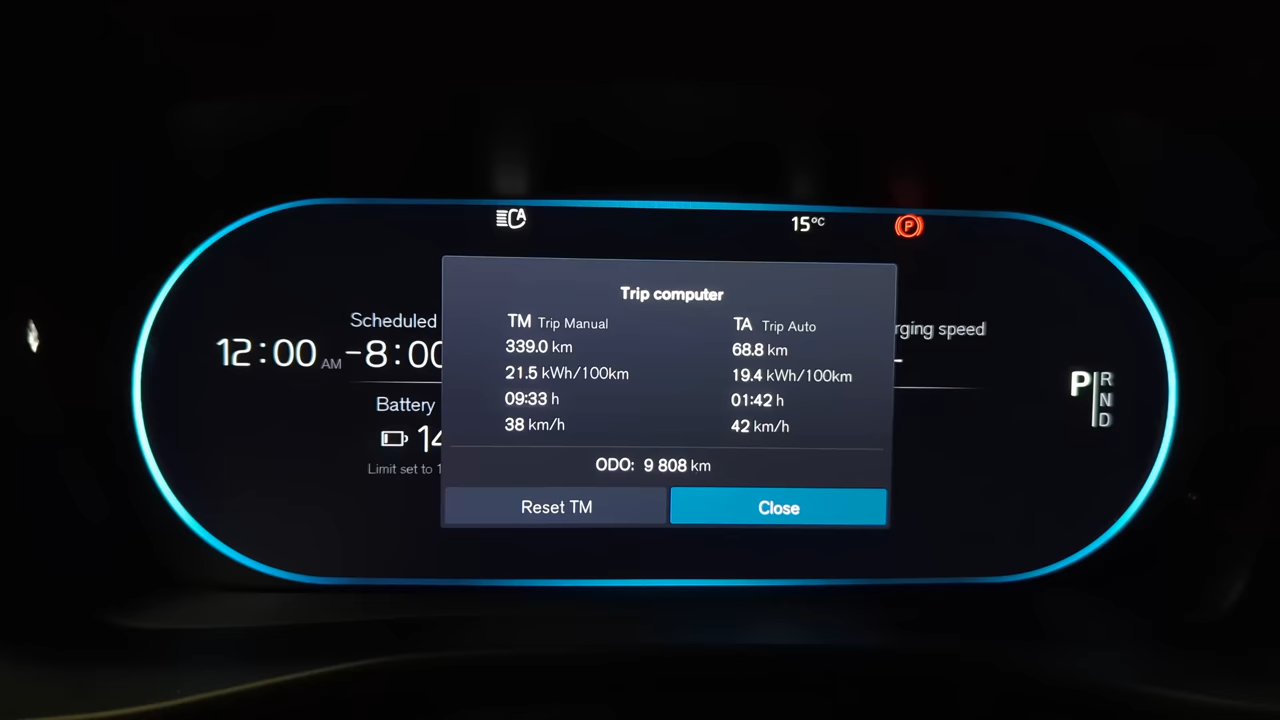 A
15°C
P
Trip computer
TM Trip Manual
339.0 km
21.5 kWh/100km
09:33 h
38 km/h
TA Trip Auto
68.8 km
19.4 kWh/100km
01:42 h
42 km/h
ODO: 9 808 km
Reset TM
Close
Scheduled
12:00 AM -8:00
Battery
14
Limit set to 1
rging speed
-
P
R
N
D